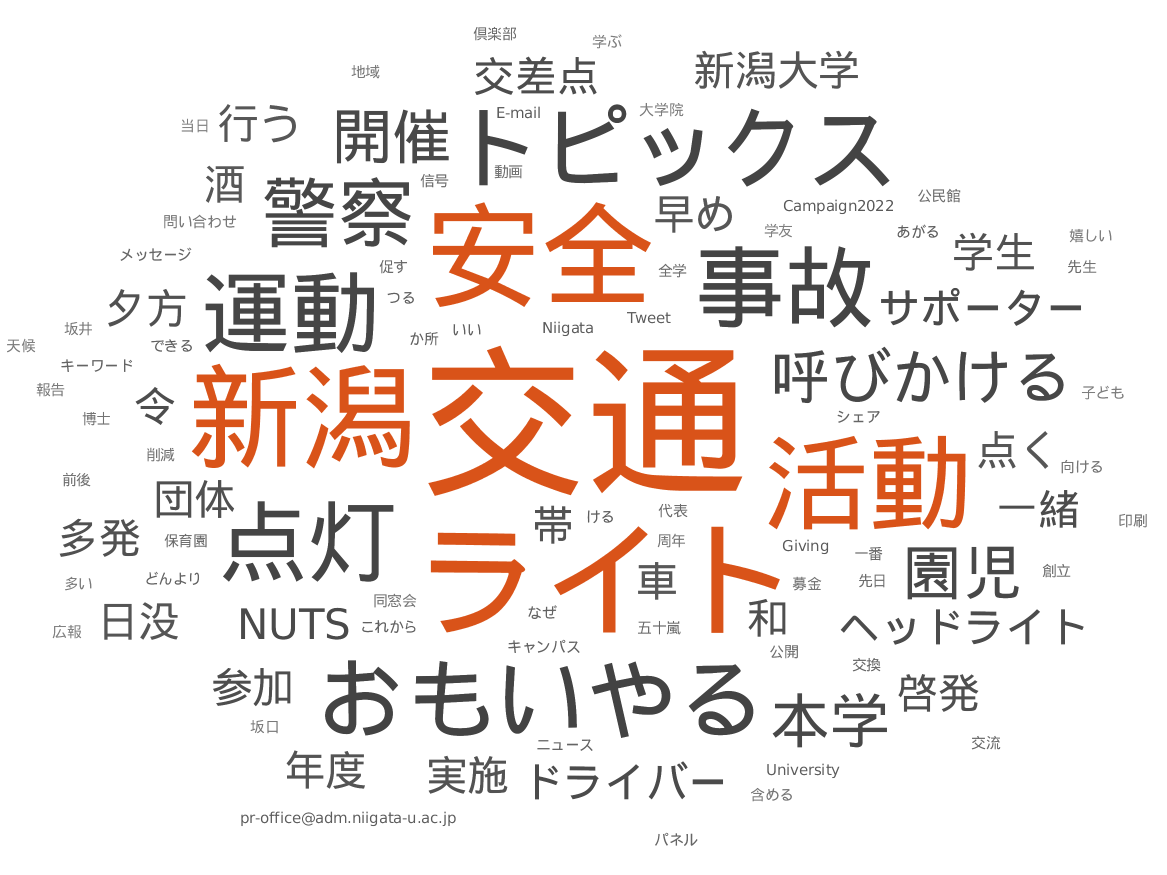 倶楽部
学ぶ
新潟大学
交差点
地域
E-mail
大学院
当日
行う
開催
トピックス
動画
信号
酒
警察
公民館
Campaign2022
早め
問い合わせ
安全
学友
あがる
嬉しい
学生
メッセージ
促す
全学
先生
事故
つる
夕方
運動
サポーター
Niigata
Tweet
坂井
いい
か所
できる
天候
キーワード
報告
呼びかける
子ども
令
新潟
交通
シェア
博士
削減
活動
点く
向ける
前後
団体
一緒
印刷
帯
ける
代表
多発
保育園
点灯
周年
Giving
一番
園児
創立
多い
どんより
ライト
車
募金
先日
同窓会
なぜ
日没
NUTS
これから
五十嵐
和
ヘッドライト
広報
キャンパス
公開
交換
参加
おもいやる
啓発
本学
坂口
ニュース
交流
年度
実施
ドライバー
University
含める
pr-office@adm.niigata-u.ac.jp
パネル